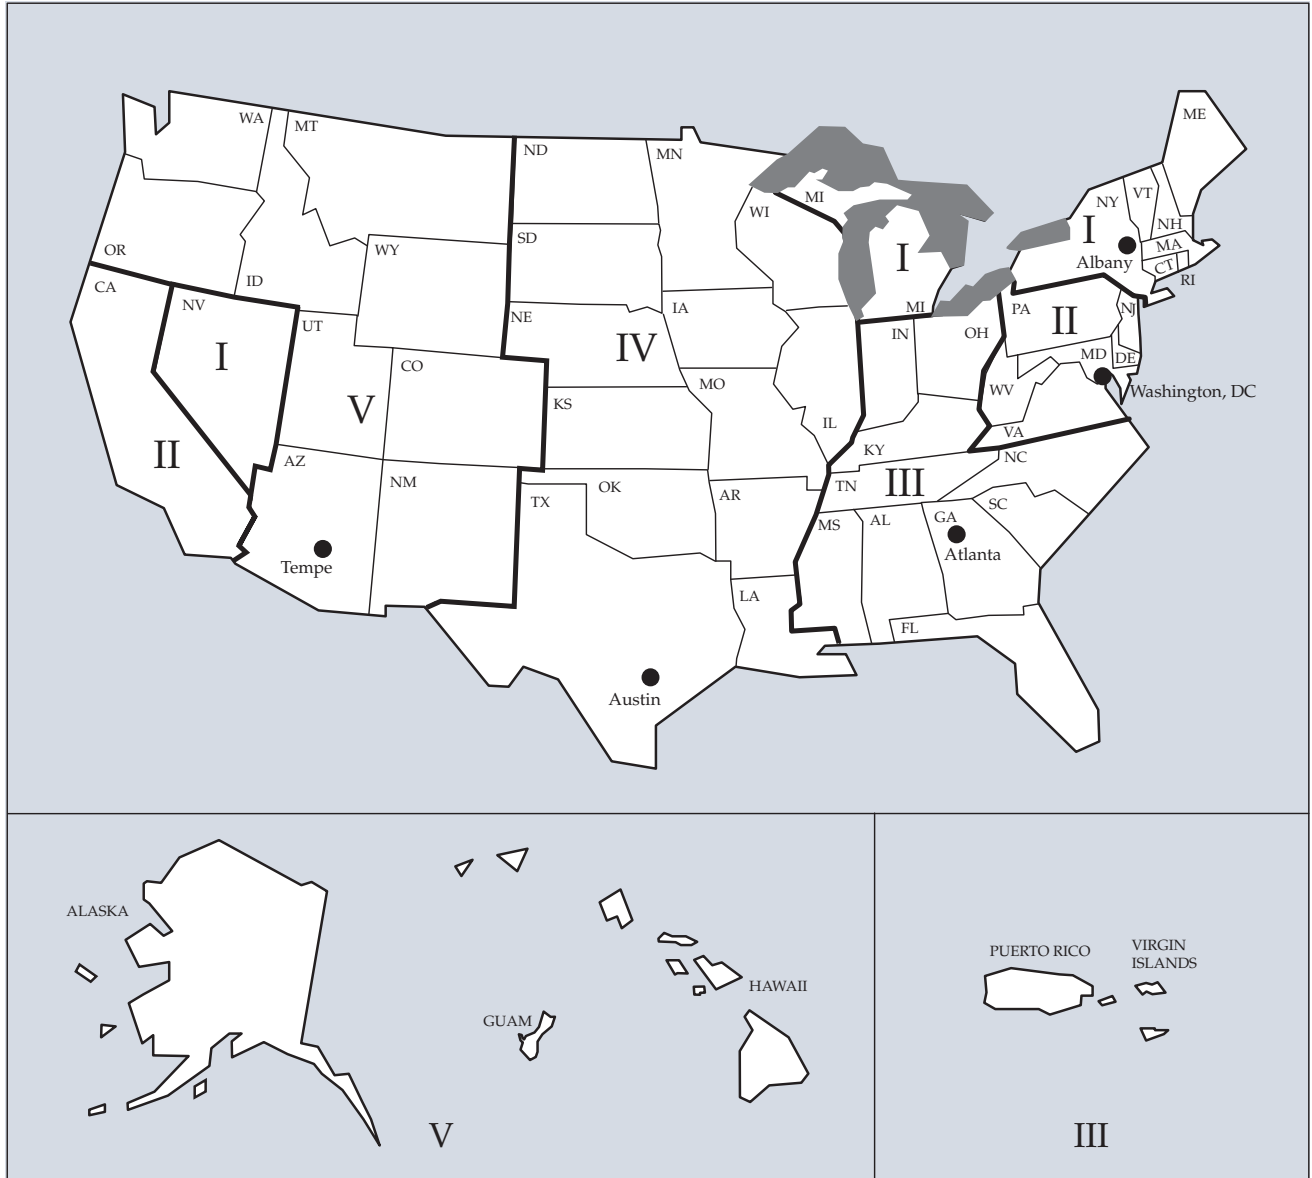 ME
WA
MT
ND
MN
MI
WI
NY
VT
NH
I
MA
Albany
CT
RI
OR
WY
SD
I
ID
CA
NV
UT
NE
IA
MI
IN
OH
PA
NJ
II
IV
I
CO
MD
DE
WV
Washington, DC
V
KS
MO
IL
KY
VA
II
AZ
NM
TX
OK
AR
TN
III
NC
MS
AL
GA
SC
Atlanta
Tempe
LA
FL
Austin
ALASKA
GUAM
HAWAII
V
PUERTO RICO
VIRGIN
ISLANDS
III